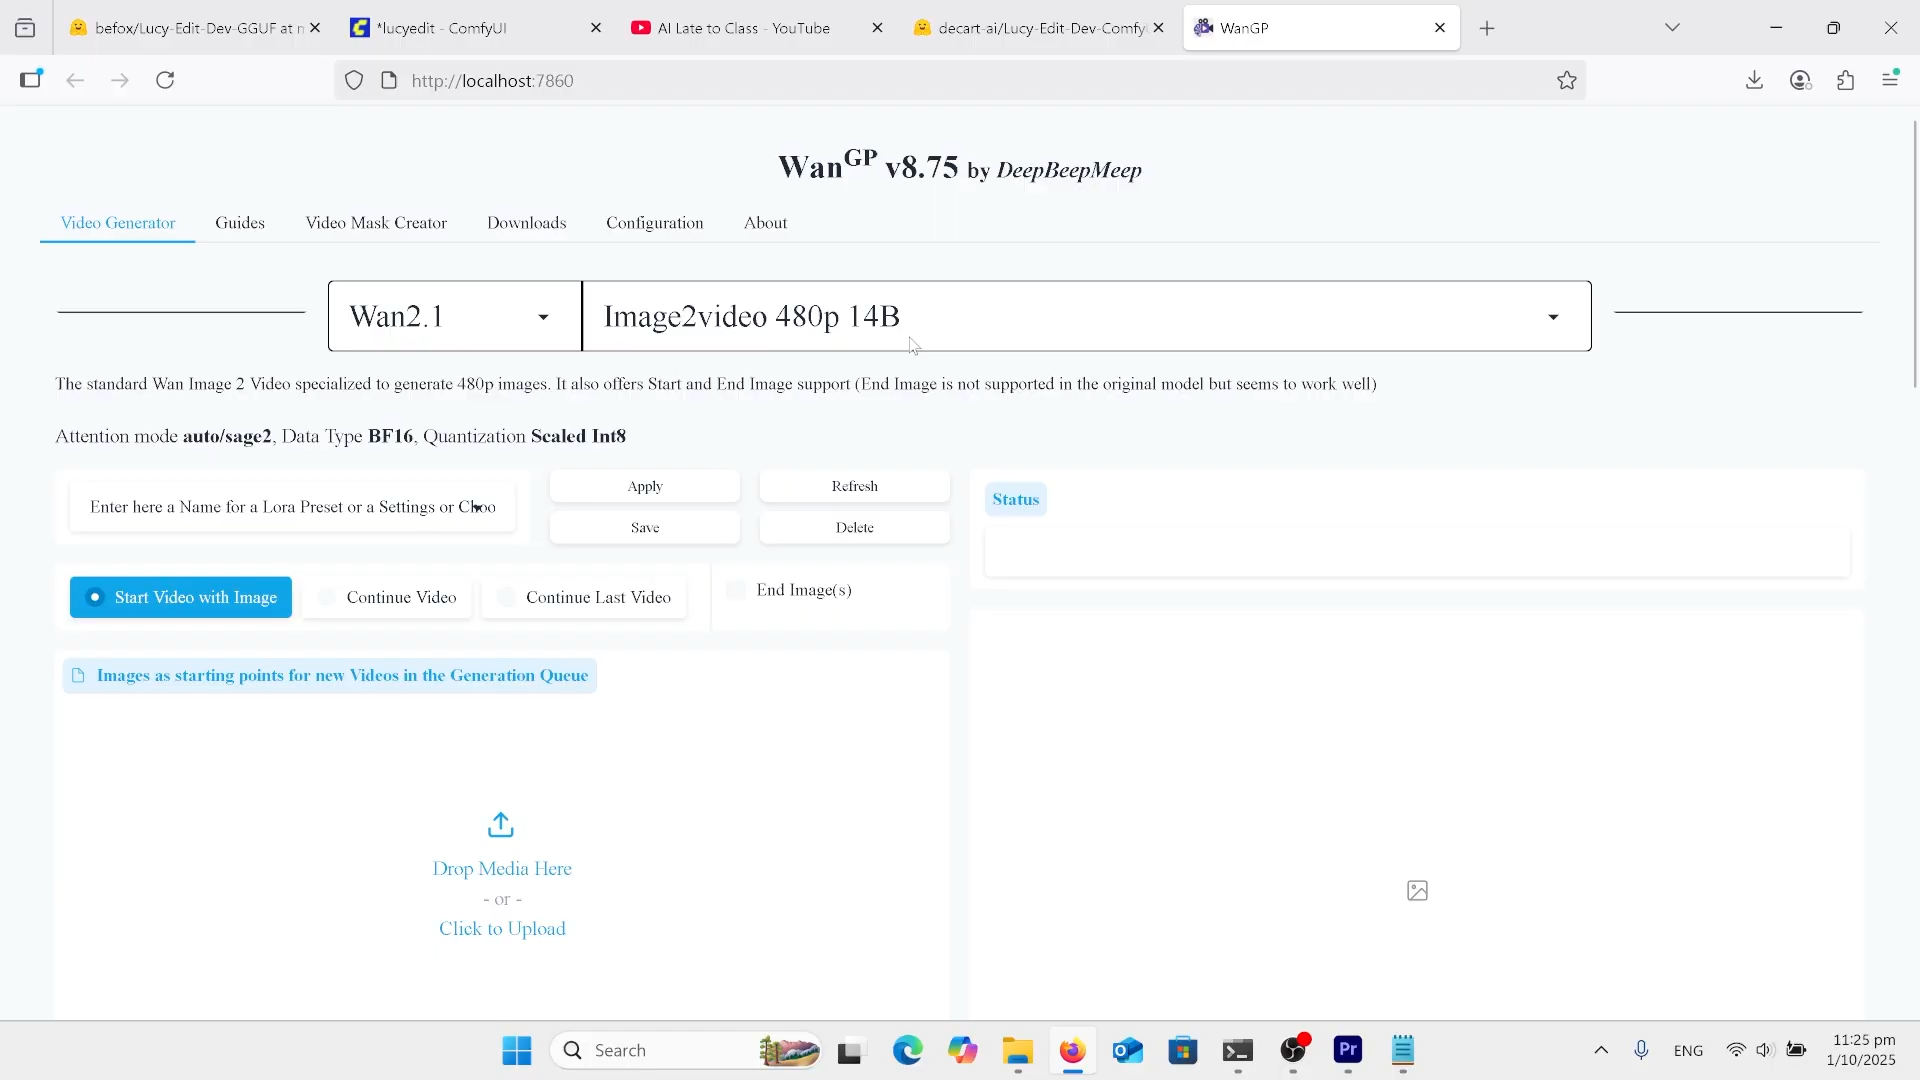 befox/Lucy-Edit-Dev-GGUF at
*lucyedit - ComfyUI
AI Late to Class - YouTube
decart-ai/Lucy-Edit-Dev-Comfy
WanGP
http://localhost:7860
WanGP v8.75 by DeepBeepMeep
Video Generator
Guides
Video Mask Creator
Downloads
Configuration
About
Wan2.1
Image2video 480p 14B
The standard Wan Image 2 Video specialized to generate 480p images. It also offers Start and End Image support (End Image is not supported in the original model but seems to work well)
Attention mode auto/sage2, Data Type BF16, Quantization Scaled Int8
Enter here a Name for a Lora Preset or a Settings or Choo
Apply
Refresh
Save
Delete
Status
Start Video with Image
Continue Video
Continue Last Video
End Image(s)
Images as starting points for new Videos in the Generation Queue
Drop Media Here
- or -
Click to Upload
Search
Pr
ENG
11:25 pm
1/10/2025